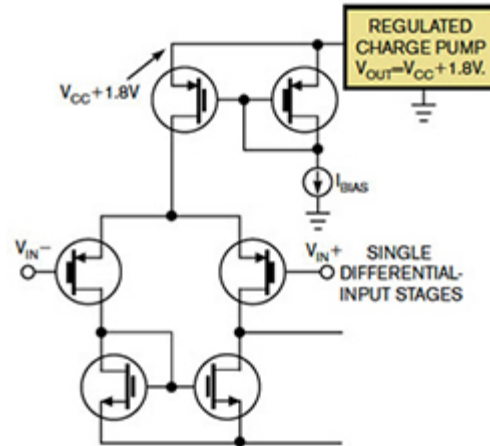 REGULATED
CHARGE PUMP
VOUT=VCC+1.8V.
VCC+1.8V
IBIAS
VIN−
VIN+
SINGLE
DIFFERENTIAL-
INPUT STAGES